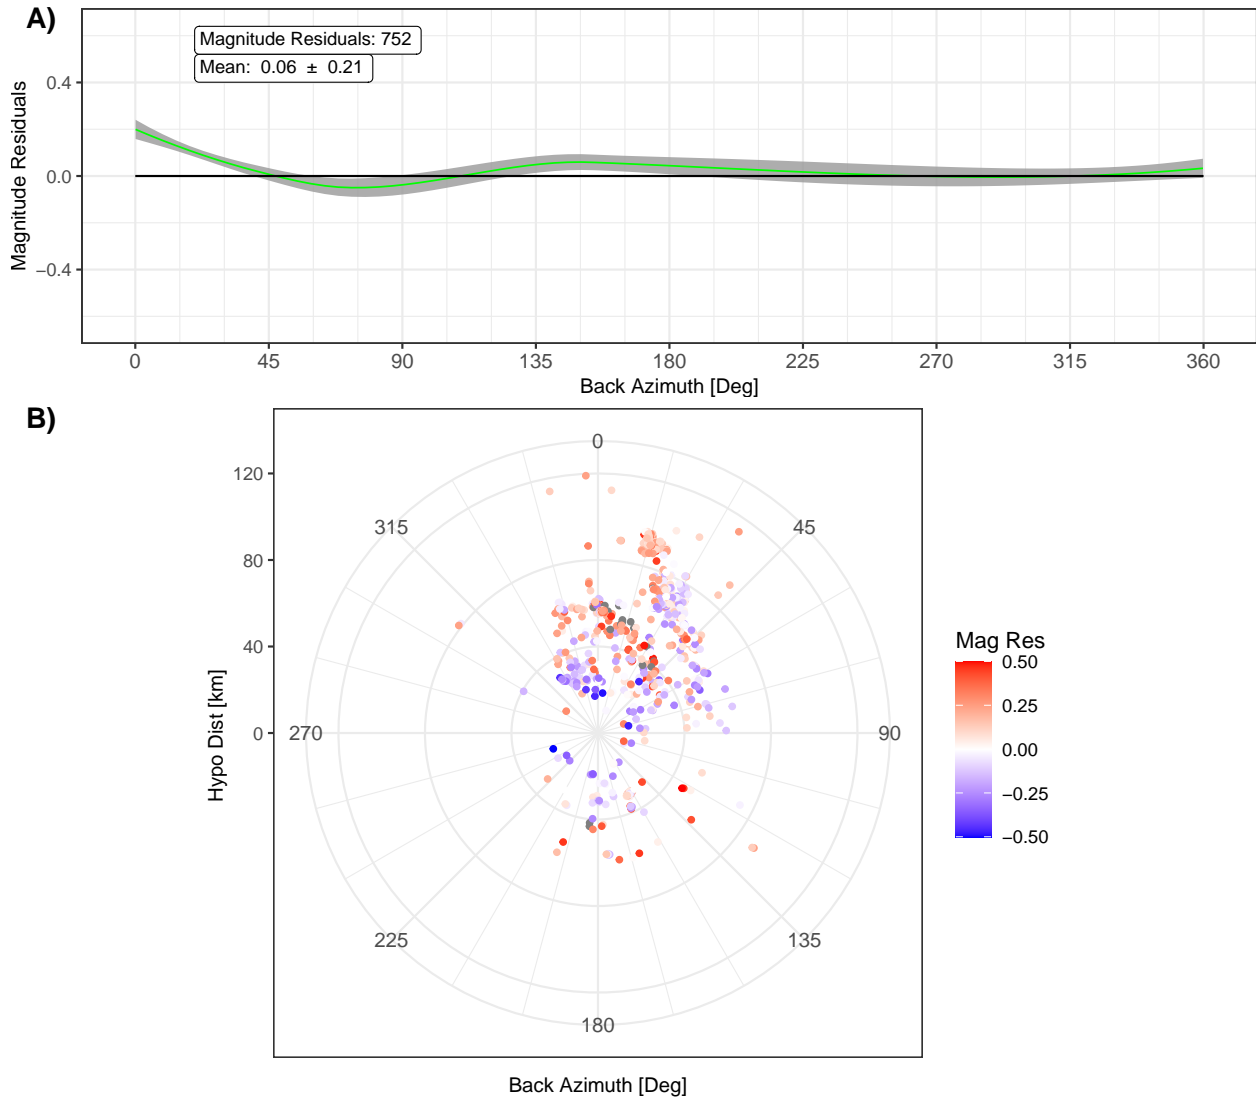 A)
Magnitude Residuals: 752
Mean: 0.06 ± 0.21
Magnitude Residuals
0.4
0.0
−0.4
0 45 90 135 180 225 270 315 360
Back Azimuth [Deg]
B)
Hypo Dist [km]
120
80
40
0
0
45
90
135
180
225
270
315
Back Azimuth [Deg]
Mag Res
0.50
0.25
0.00
−0.25
−0.50